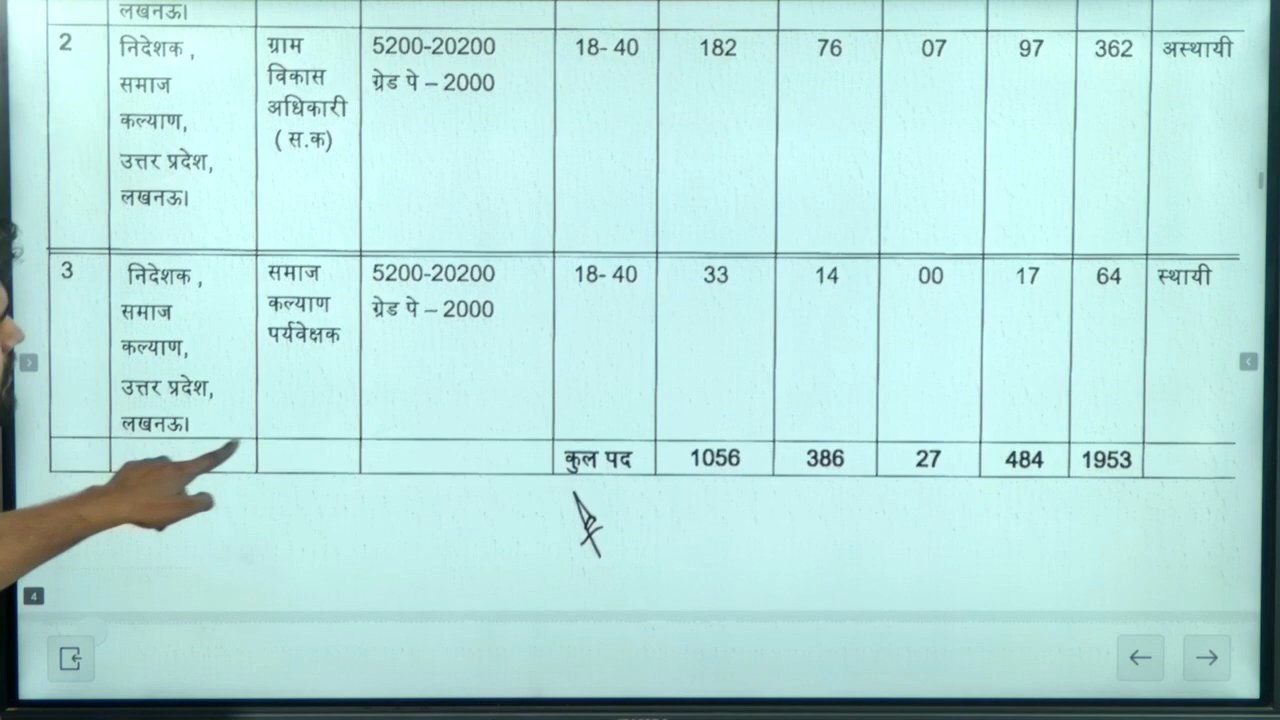 लखनऊ।
2 निदेशक , ग्राम 5200-20200 18- 40 182 76 07 97 362 अस्थायी
समाज विकास ग्रेड पे – 2000
कल्याण, अधिकारी
उत्तर प्रदेश, ( स.क)
लखनऊ।
3 निदेशक , समाज 5200-20200 18- 40 33 14 00 17 64 स्थायी
समाज कल्याण ग्रेड पे – 2000
कल्याण, पर्यवेक्षक
उत्तर प्रदेश,
लखनऊ।
कुल पद 1056 386 27 484 1953
4